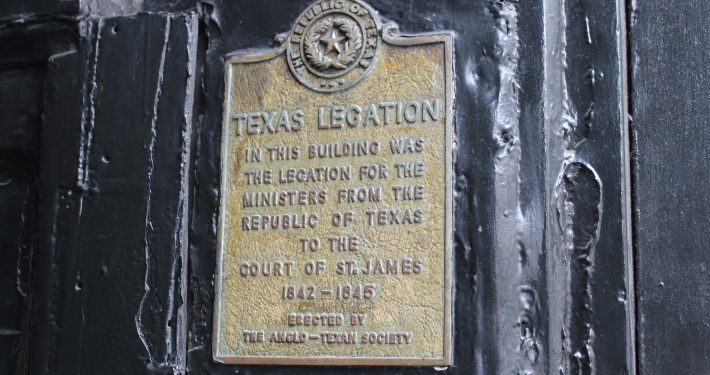 THE REPUBLIC OF TEXAS
TEXAS LEGATION
IN THIS BUILDING WAS
THE LEGATION FOR THE
MINISTERS FROM THE
REPUBLIC OF TEXAS
TO THE
COURT OF ST. JAMES
1842 – 1845
ERECTED BY
THE ANGLO – TEXAN SOCIETY